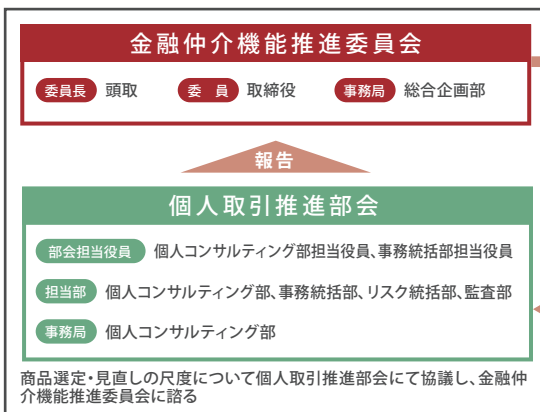 金融仲介機能推進委員会
委員長 頭取 委員 取締役 事務局 総合企画部
報告
個人取引推進部会
部会担当役員 個人コンサルティング部担当役員、事務統括部担当役員
担当部 個人コンサルティング部、事務統括部、リスク統括部、監査部
事務局 個人コンサルティング部
商品選定・見直しの尺度について個人取引推進部会にて協議し、金融仲
介機能推進委員会に諮る